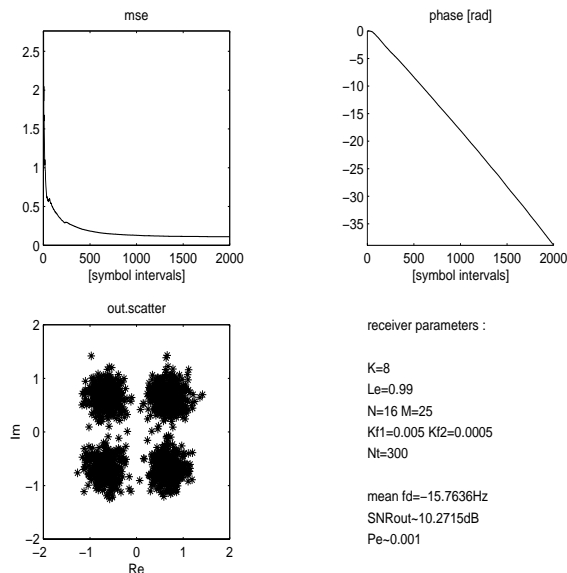 mse
2.5
2
1.5
1
0.5
0
0 500 1000 1500 2000
[symbol intervals]
phase [rad]
0
−5
−10
−15
−20
−25
−30
−35
0 500 1000 1500 2000
[symbol intervals]
out.scatter
2
1
0
−1
−2
−2 −1 0 1 2
Im
Re
receiver parameters :
K=8
Le=0.99
N=16 M=25
Kf1=0.005 Kf2=0.0005
Nt=300
mean fd=−15.7636Hz
SNRout~10.2715dB
Pe~0.001